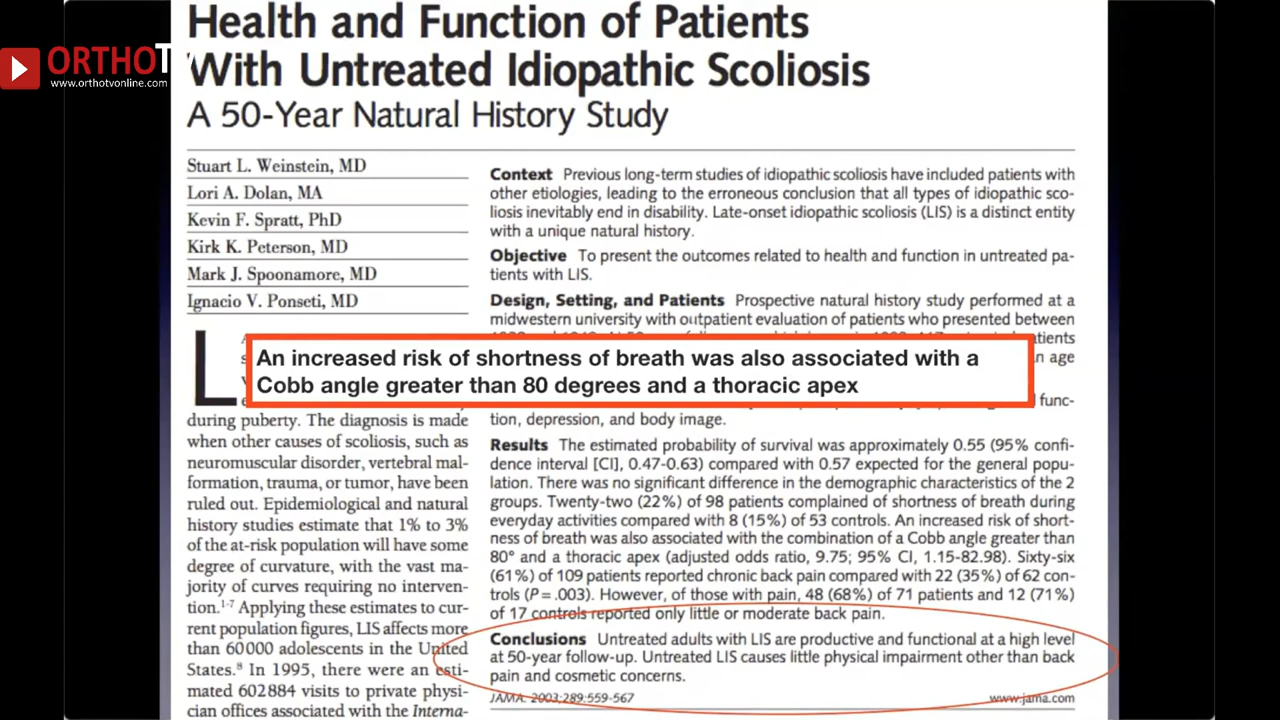 Health and Function of Patients
With Untreated Idiopathic Scoliosis
A 50-Year Natural History Study
ORTHOTV
www.orthotvonline.com
Stuart L. Weinstein, MD
Lori A. Dolan, MA
Kevin F. Spratt, PhD
Kirk K. Peterson, MD
Mark J. Spoonamore, MD
Ignacio V. Ponseti, MD
L
during puberty. The diagnosis is made
when other causes of scoliosis, such as
neuromuscular disorder, vertebral mal-
formation, trauma, or tumor, have been
ruled out. Epidemiological and natural
history studies estimate that 1% to 3%
of the at-risk population will have some
degree of curvature, with the vast ma-
jority of curves requiring no interven-
tion.1-7 Applying these estimates to cur-
rent population figures, LIS affects more
than 60000 adolescents in the United
States.8 In 1995, there were an esti-
mated 602884 visits to private physi-
cian offices associated with the Interna-
Context Previous long-term studies of idiopathic scoliosis have included patients with
other etiologies, leading to the erroneous conclusion that all types of idiopathic sco-
liosis inevitably end in disability. Late-onset idiopathic scoliosis (LIS) is a distinct entity
with a unique natural history.
Objective To present the outcomes related to health and function in untreated pa-
tients with LIS.
Design, Setting, and Patients Prospective natural history study performed at a
midwestern university with outpatient evaluation of patients who presented between
An increased risk of shortness of breath was also associated with a
Cobb angle greater than 80 degrees and a thoracic apex
tion, depression, and body image.
Results The estimated probability of survival was approximately 0.55 (95% confi-
dence interval [CI], 0.47-0.63) compared with 0.57 expected for the general popu-
lation. There was no significant difference in the demographic characteristics of the 2
groups. Twenty-two (22%) of 98 patients complained of shortness of breath during
everyday activities compared with 8 (15%) of 53 controls. An increased risk of short-
ness of breath was also associated with the combination of a Cobb angle greater than
80° and a thoracic apex (adjusted odds ratio, 9.75; 95% CI, 1.15-82.98). Sixty-six
(61%) of 109 patients reported chronic back pain compared with 22 (35%) of 62 con-
trols (P=.003). However, of those with pain, 48 (68%) of 71 patients and 12 (71%)
of 17 controls reported only little or moderate back pain.
Conclusions Untreated adults with LIS are productive and functional at a high level
at 50-year follow-up. Untreated LIS causes little physical impairment other than back
pain and cosmetic concerns.
JAMA. 2003;289:559-567
www.jama.com